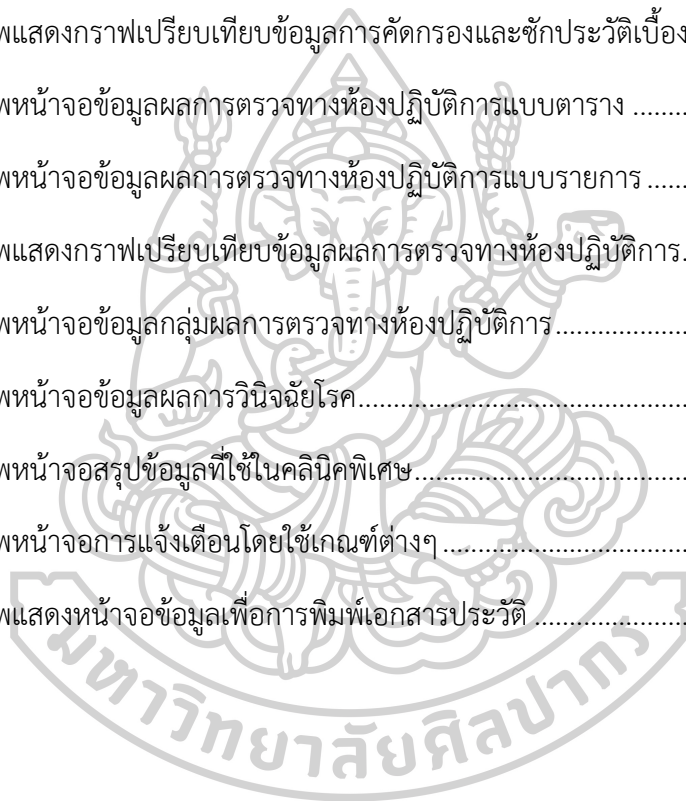 พแสดงกราฟเปรียบเทียบข้อมูลการคัดกรองและซักประวัติเบื้อง
พหน้าจอข้อมูลผลการตรวจทางห้องปฏิบัติการแบบตาราง ........
พหน้าจอข้อมูลผลการตรวจทางห้องปฏิบัติการแบบรายการ ......
พแสดงกราฟเปรียบเทียบข้อมูลผลการตรวจทางห้องปฏิบัติการ.
พหน้าจอข้อมูลกลุ่มผลการตรวจทางห้องปฏิบัติการ....................
พหน้าจอข้อมูลผลการวินิจฉัยโรค..................................................
พหน้าจอสรุปข้อมูลที่ใช้ในคลินิคพิเศษ.........................................
พหน้าจอการแจ้งเตือนโดยใช้เกณฑ์ต่างๆ .....................................
พแสดงหน้าจอข้อมูลเพื่อการพิมพ์เอกสารประวัติ .......................
มหาวิทยาลัยศิลปากร